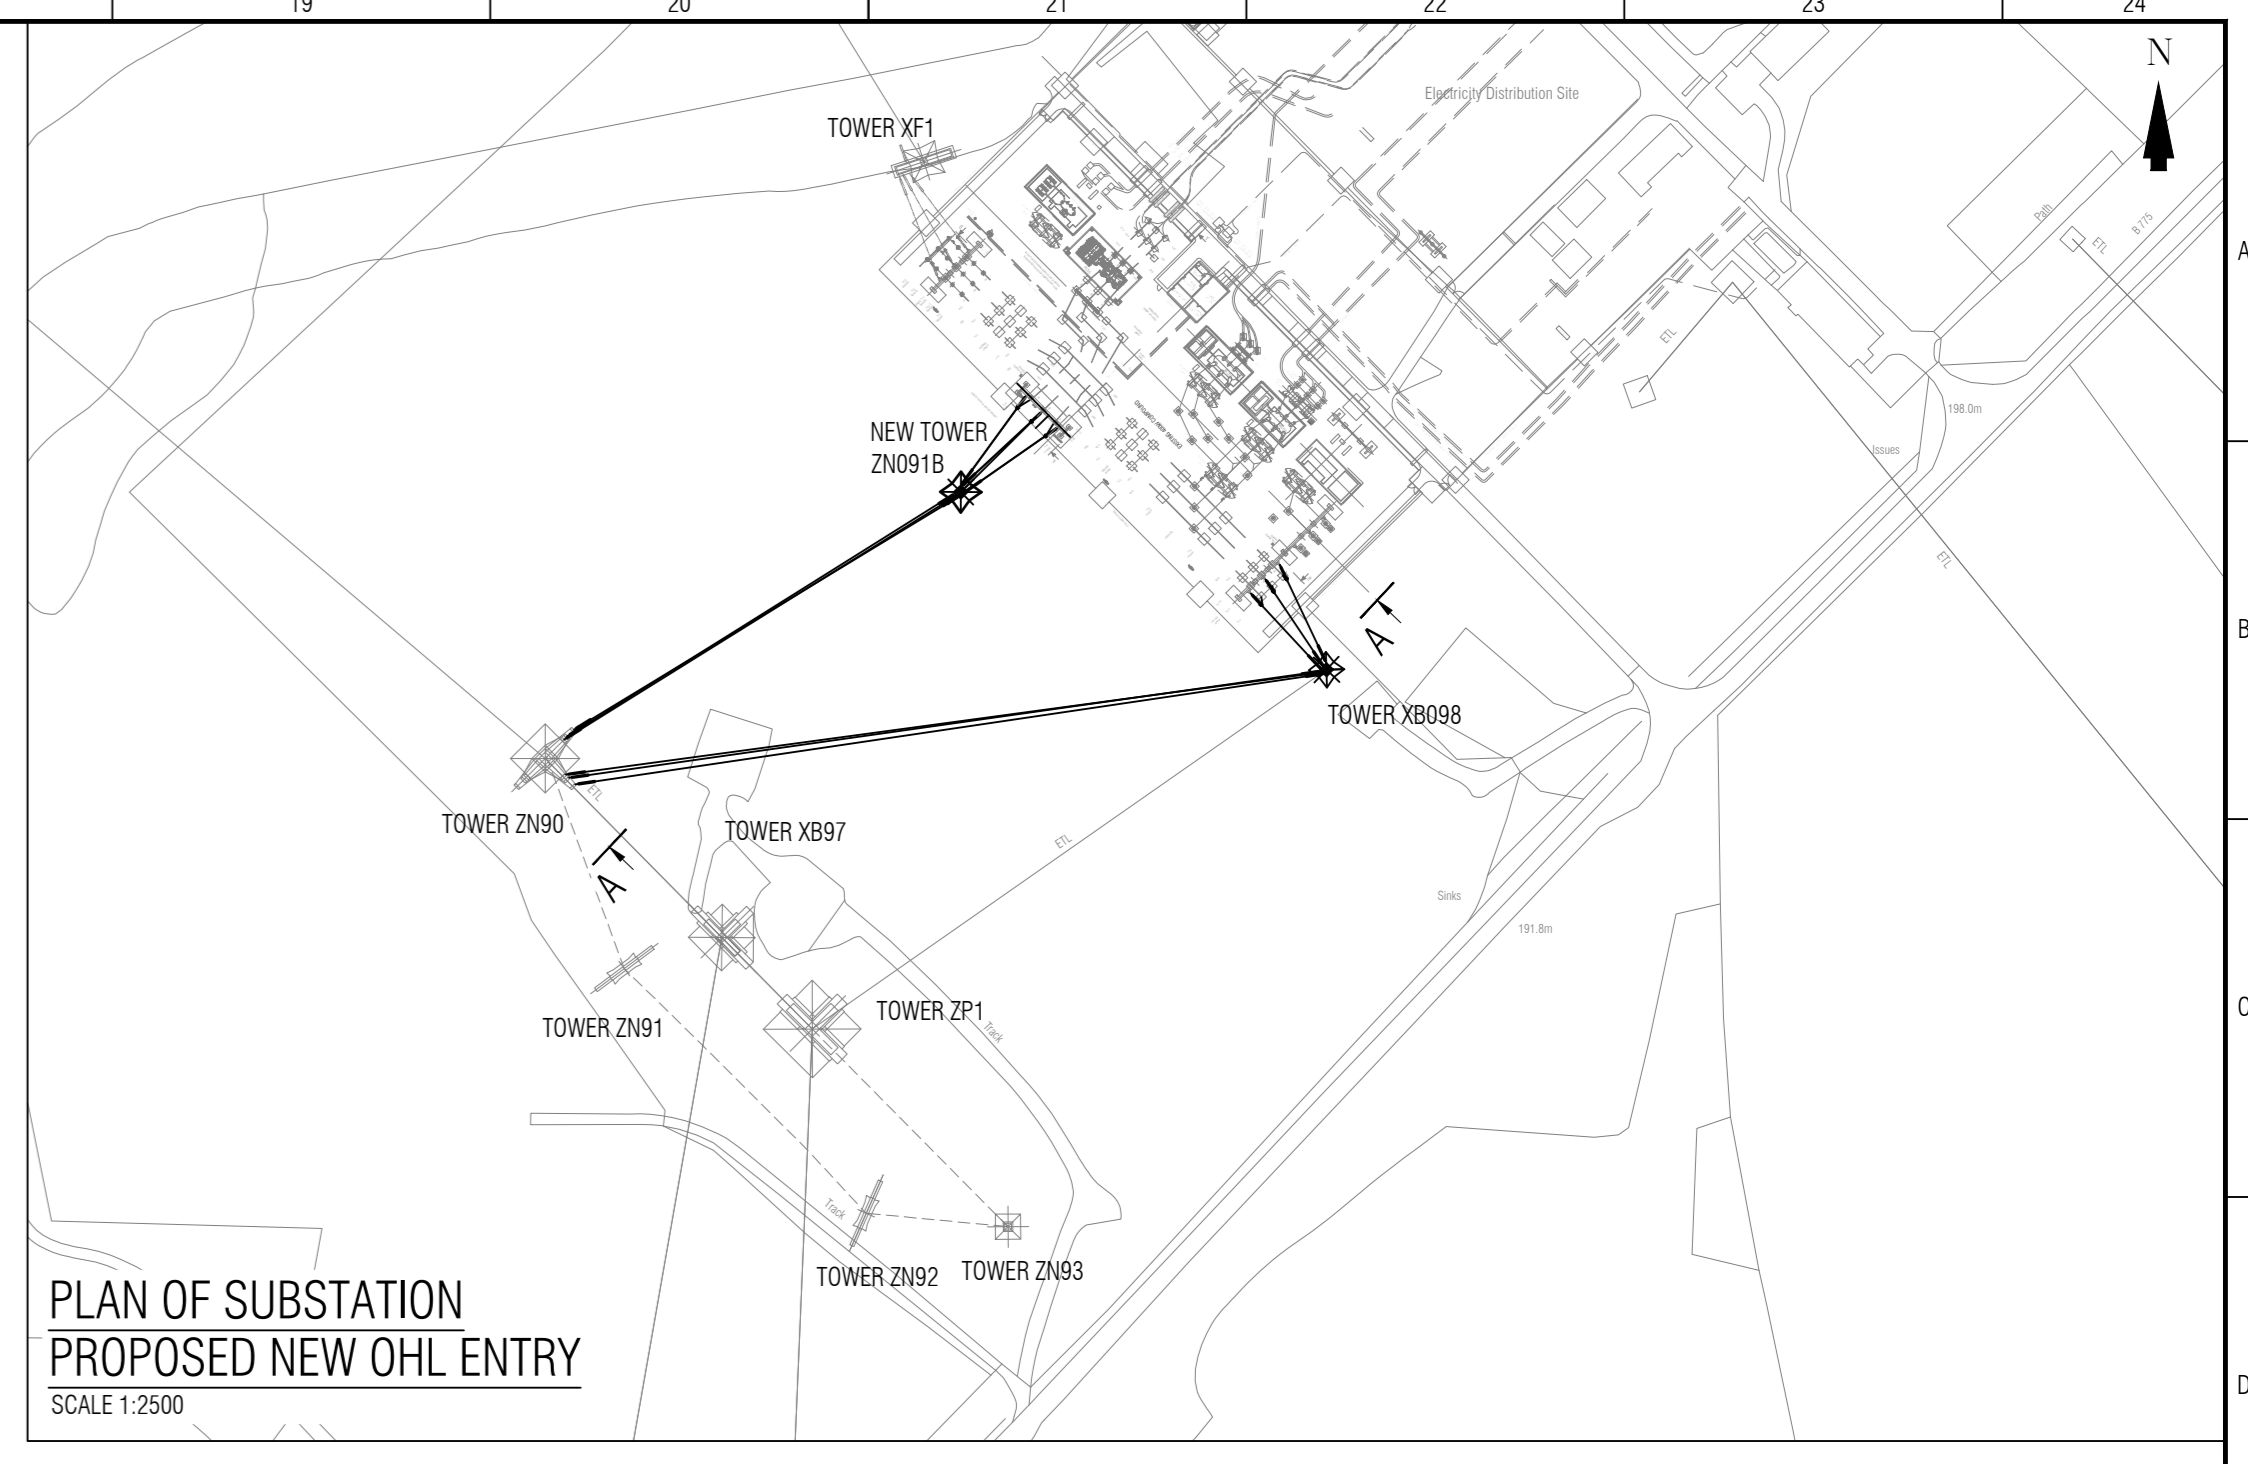 19 20 21 22 23 24
N
Electricity Distribution Site
TOWER XF1
Path
B 775
ETL
A
ETL
198.0m
NEW TOWER
ZN091B
Issues
ETL
B
A
TOWER XB098
ETL
TOWER ZN90
TOWER XB97
ETL
A
Sinks
191.8m
TOWER ZP1
C
TOWER ZN91
Track
Track
TOWER ZN92
TOWER ZN93
PLAN OF SUBSTATION
PROPOSED NEW OHL ENTRY
SCALE 1:2500
D